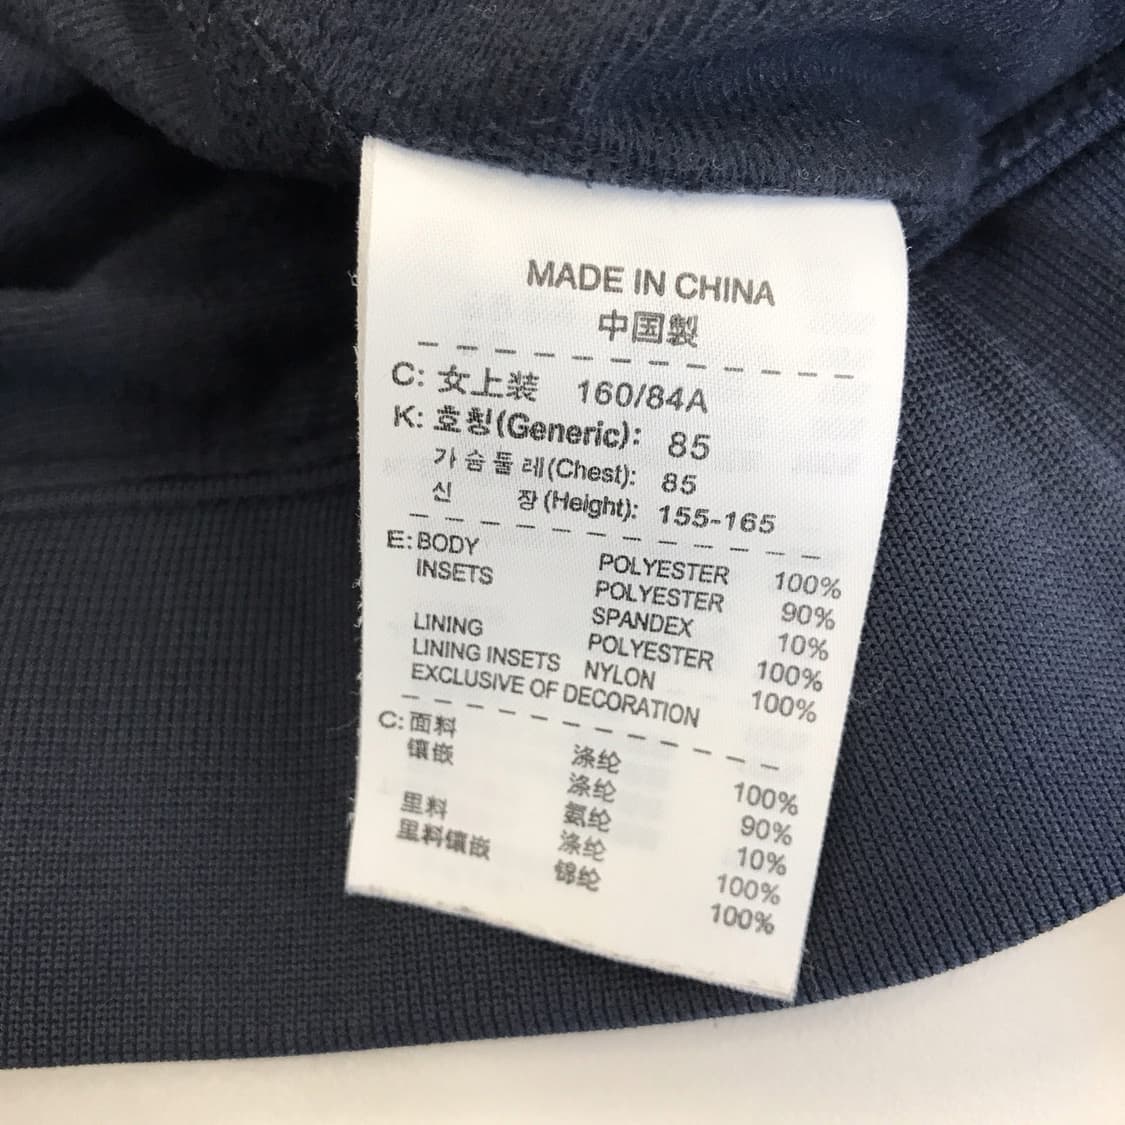 MADE IN CHINA
中国製
C: 女上装 160/84A
K: 호칭(Generic): 85
가슴둘레(Chest): 85
신 장(Height): 155-165
E: BODY POLYESTER 100%
INSETS POLYESTER 90%
SPANDEX 10%
LINING POLYESTER 100%
LINING INSETS NYLON 100%
EXCLUSIVE OF DECORATION
C: 面料 涤纶 100%
镶嵌 涤纶 90%
氨纶 10%
里料 涤纶 100%
里料镶嵌 锦纶 100%